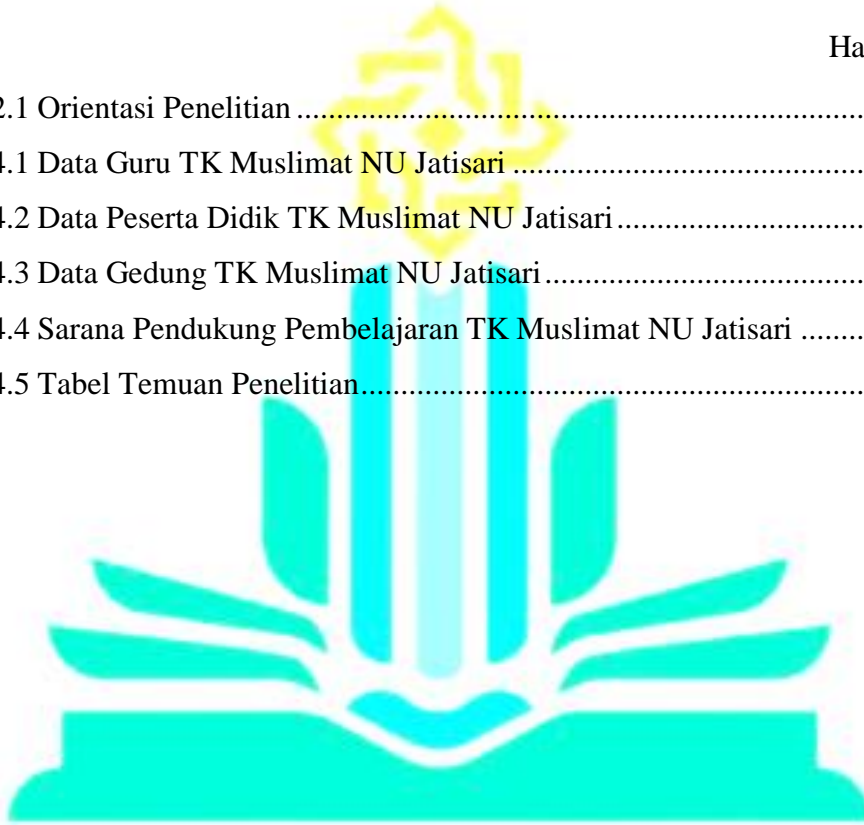 Ha
2.1 Orientasi Penelitian ........................................................................
4.1 Data Guru TK Muslimat NU Jatisari .............................................
4.2 Data Peserta Didik TK Muslimat NU Jatisari ................................
4.3 Data Gedung TK Muslimat NU Jatisari .........................................
4.4 Sarana Pendukung Pembelajaran TK Muslimat NU Jatisari ........
4.5 Tabel Temuan Penelitian ................................................................